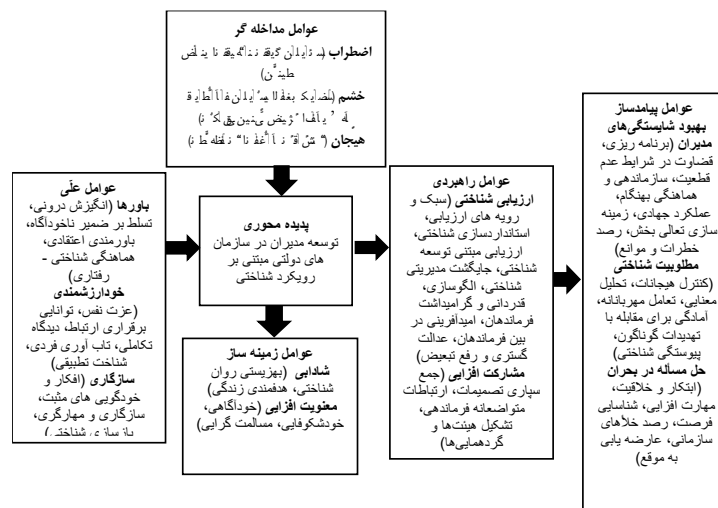 عوامل مداخله گر
اضطراب
خشم
هیجان
عوامل علّی
باورها (انگیزش درونی،
تسلط بر ضمیر ناخودآگاه،
باورمندی اعتقادی،
هماهنگی شناختی -
رفتاری)
خودارزشمندی
(عزت نفس، توانایی
برقراری ارتباط، دیدگاه
تکاملی، تاب آوری فردی،
شناخت تطبیقی)
سازگاری (افکار و
خودگویی های مثبت،
سازگاری و مهارگری،
بازسازی شناختی)
پدیده محوری
توسعه مدیران در سازمان
های دولتی مبتنی بر
رویکرد شناختی
عوامل زمینه ساز
شادابی (بهزیستی روان
شناختی، هدفمندی زندگی)
معنویت افزایی (خودآگاهی،
خودشکوفایی، مسالمت گرایی)
عوامل راهبردی
ارزیابی شناختی (سبک و
رویه های ارزیابی،
استانداردسازی شناختی،
ارزیابی مبتنی توسعه
شناختی، جایگشت مدیریتی
شناختی، الگوسازی،
قدردانی و گرامیداشت
فرماندهان، امیدآفرینی در
بین فرماندهان، عدالت
گستری و رفع تبعیض)
مشارکت افزایی (جمع
سپاری تصمیمات، ارتباطات
متواضعانه فرماندهی،
تشکیل هیئت‌ها و
گردهمایی‌ها)
عوامل پیامدساز
بهبود شایستگی‌های
مدیران (برنامه ریزی،
قضاوت در شرایط عدم
قطعیت، سازماندهی و
هماهنگی بهنگام،
عملکرد جهادی، زمینه
سازی تعالی بخش، رصد
خطرات و موانع)
مطلوبیت شناختی
(کنترل هیجانات، تحلیل
معنایی، تعامل مهربانانه،
آمادگی برای مقابله با
تهدیدات گوناگون،
پیوستگی شناختی)
حل مسأله در بحران
(ابتکار و خلاقیت،
مهارت افزایی، شناسایی
فرصت، رصد خلأهای
سازمانی، عارضه یابی
به موقع)